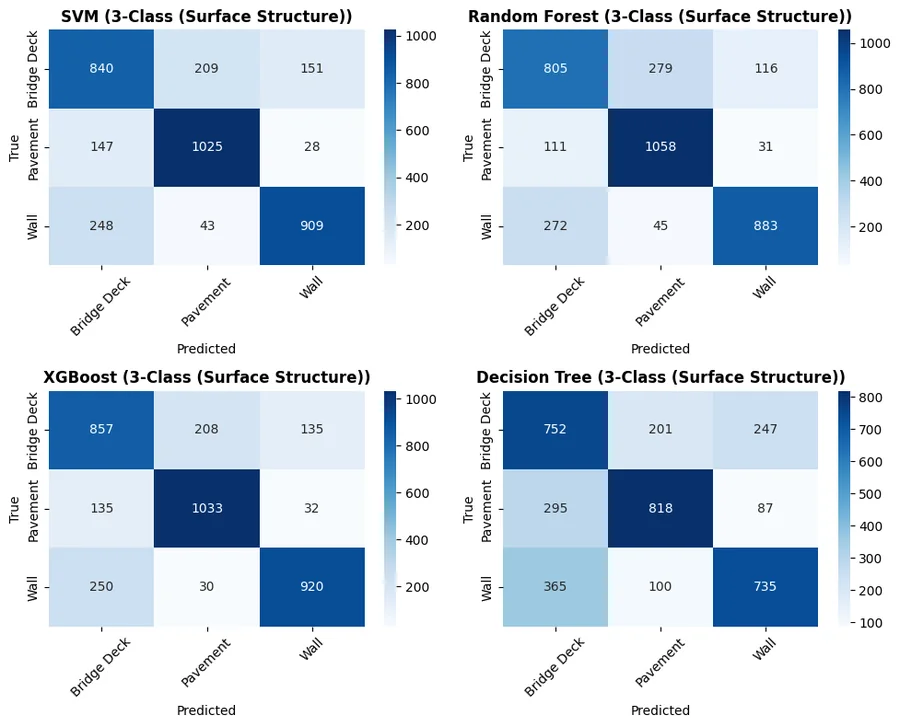 SVM (3-Class (Surface Structure))
True
Bridge Deck
Pavement
Wall
840 209 151
147 1025 28
248 43 909
Bridge Deck Pavement Wall
Predicted
1000
800
600
400
200
Random Forest (3-Class (Surface Structure))
True
Bridge Deck
Pavement
Wall
805 279 116
111 1058 31
272 45 883
Bridge Deck Pavement Wall
Predicted
1000
800
600
400
200
XGBoost (3-Class (Surface Structure))
True
Bridge Deck
Pavement
Wall
857 208 135
135 1033 32
250 30 920
Bridge Deck Pavement Wall
Predicted
1000
800
600
400
200
Decision Tree (3-Class (Surface Structure))
True
Bridge Deck
Pavement
Wall
752 201 247
295 818 87
365 100 735
Bridge Deck Pavement Wall
Predicted
800
700
600
500
400
300
200
100